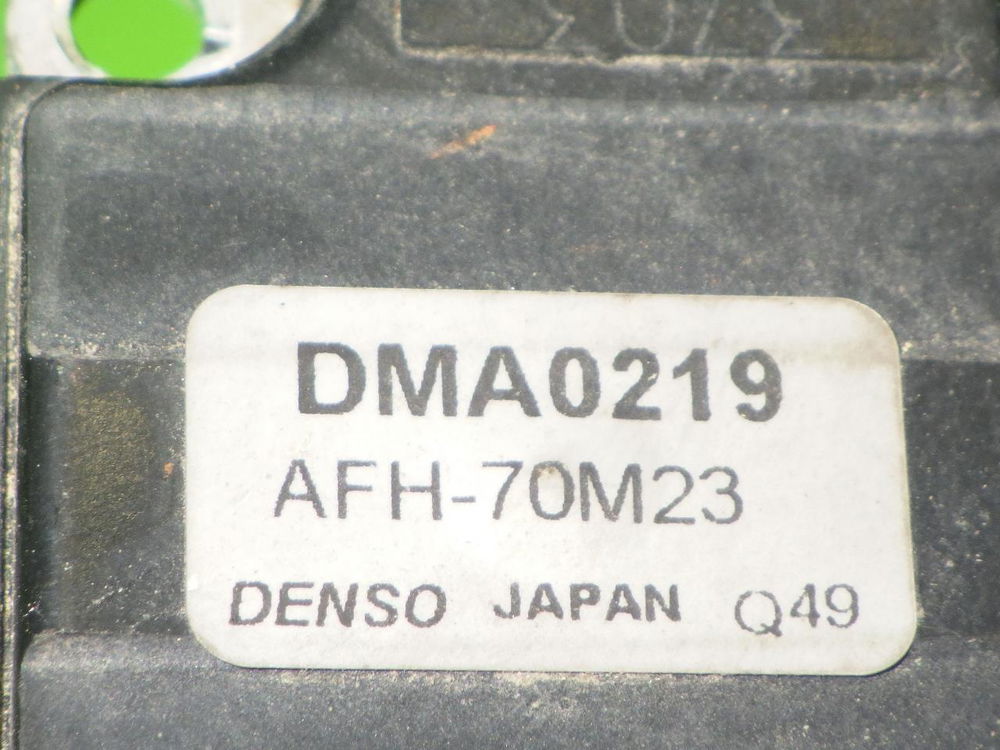 DMA0219
AFH-70M23
DENSO JAPAN Q49